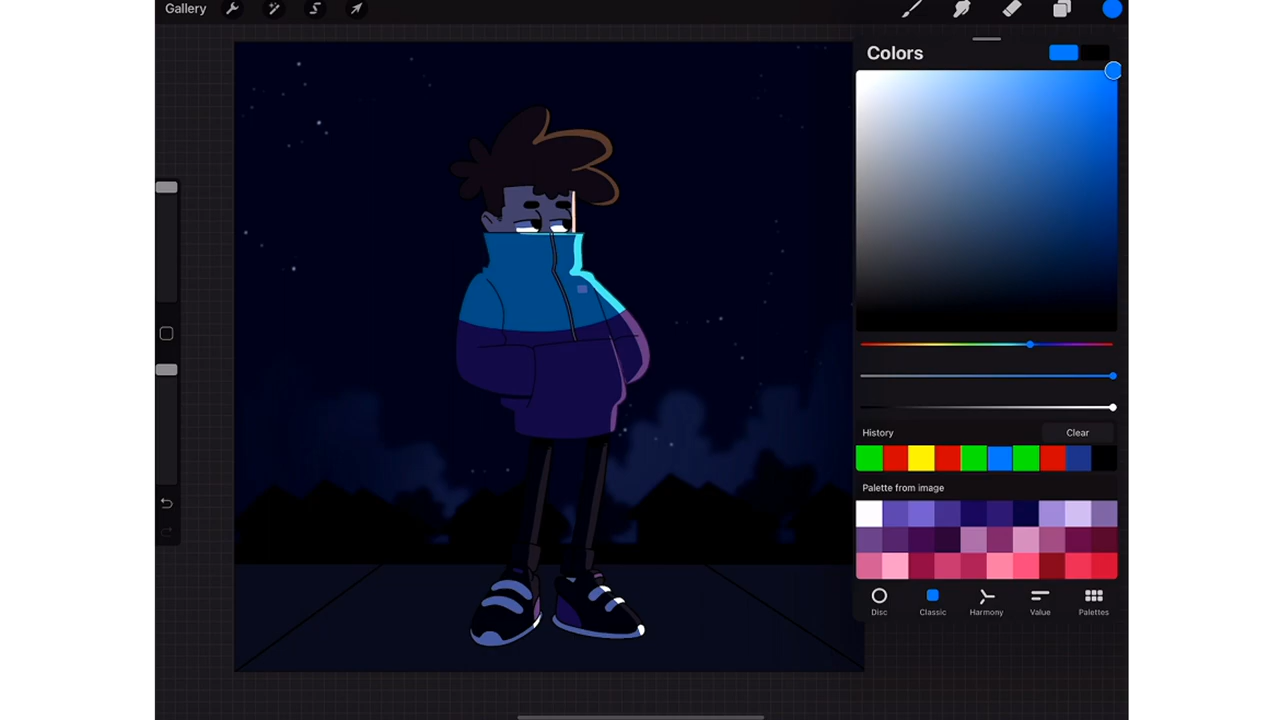 Gallery
Colors
History
Clear
Palette from image
Disc
Classic
Harmony
Value
Palettes